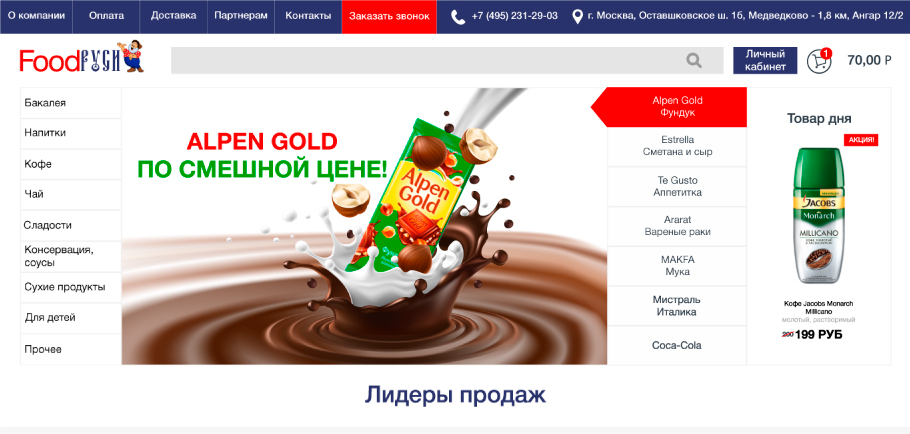 О компании
Оплата
Доставка
Партнерам
Контакты
Заказать звонок
+7 (495) 231-29-03
г. Москва, Оставшковское ш. 1б, Медведково - 1,8 км, Ангар 12/2
FoodРУСИ
Личный
кабинет
1
70,00 Р
Бакалея
Напитки
Кофе
Чай
Сладости
Консервация,
соусы
Сухие продукты
Для детей
Прочее
ALPEN GOLD
ПО СМЕШНОЙ ЦЕНЕ!
Alpen
Gold
Alpen Gold
Фундук
Estrella
Сметана и сыр
Te Gusto
Аппетитка
Ararat
Вареные раки
MAKFA
Мука
Мистраль
Италика
Coca-Cola
Товар дня
АКЦИЯ!
JACOBS
Monarch
MILLICANO
Кофе Jacobs Monarch
Millicano
молотый, растворимый
260 199 РУБ
Лидеры продаж